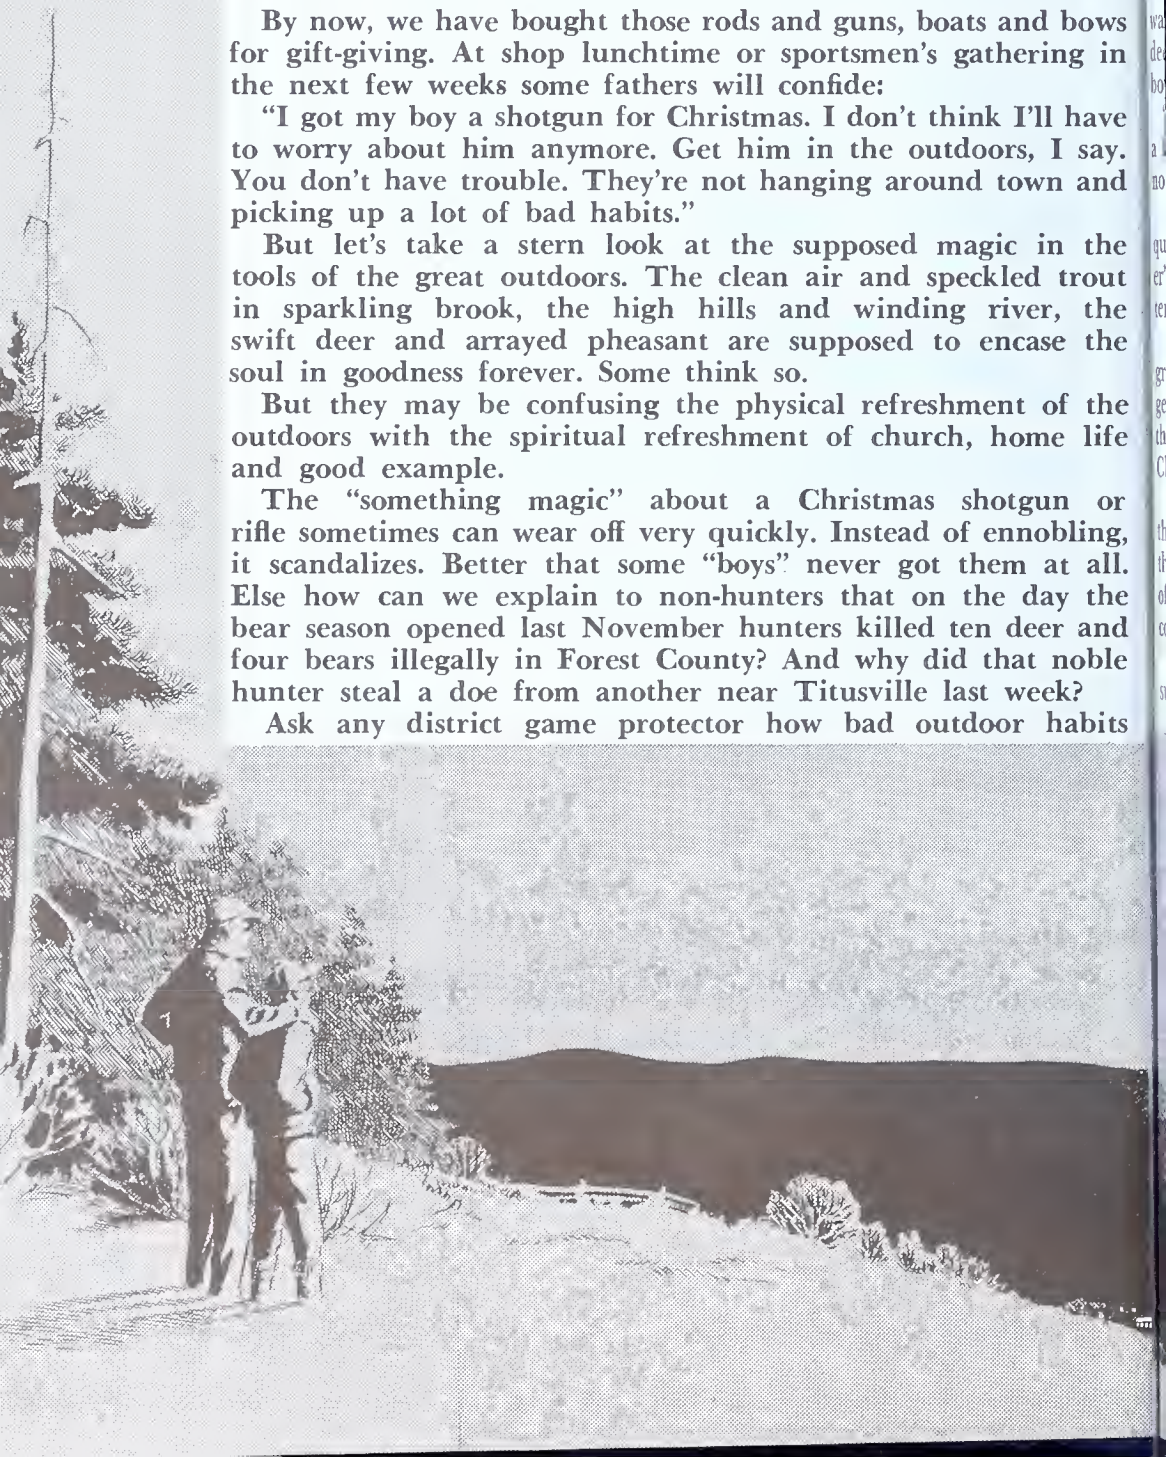 By now, we have bought those rods and guns, boats and bows
for gift-giving. At shop lunchtime or sportsmen's gathering in
the next few weeks some fathers will confide:
“I got my boy a shotgun for Christmas. I don't think I'll have
to worry about him anymore. Get him in the outdoors, I say.
You don't have trouble. They're not hanging around town and
picking up a lot of bad habits.”
But let's take a stern look at the supposed magic in the
tools of the great outdoors. The clean air and speckled trout
in sparkling brook, the high hills and winding river, the
swift deer and arrayed pheasant are supposed to encase the
soul in goodness forever. Some think so.
But they may be confusing the physical refreshment of the
outdoors with the spiritual refreshment of church, home life
and good example.
The “something magic” about a Christmas shotgun or
rifle sometimes can wear off very quickly. Instead of ennobling,
it scandalizes. Better that some “boys” never got them at all.
Else how can we explain to non-hunters that on the day the
bear season opened last November hunters killed ten deer and
four bears illegally in Forest County? And why did that noble
hunter steal a doe from another near Titusville last week?
Ask any district game protector how bad outdoor habits